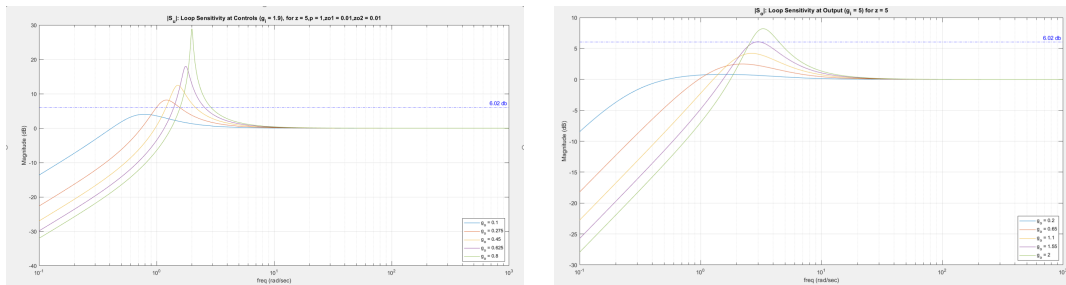 |S_u|: Loop Sensitivity at Controls (g_i = 1.9), for z = 5,p = 1,zo1 = 0.01,zo2 = 0.01
30
20
10
0
-10
-20
-30
-40
Magnitude (dB)
6.02 db
g_o = 0.1
g_o = 0.275
g_o = 0.45
g_o = 0.625
g_o = 0.8
10^-1
10^0
10^1
10^2
10^3
freq (rad/sec)
|S_e|: Loop Sensitivity at Output (g_i = 5) for z = 5
10
5
0
-5
-10
-15
-20
-25
-30
Magnitude (dB)
6.02 db
g_o = 0.2
g_o = 0.65
g_o = 1.1
g_o = 1.55
g_o = 2
10^-1
10^0
10^1
10^2
10^3
freq (rad/sec)